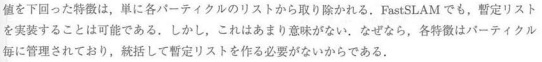 値を下回った特徴は,単に各パーティクルのリストから取り除かれる.FastSLAM でも,暫定リスト
を実装することは可能である.しかし,これはあまり意味がない.なぜなら,各特徴はパーティクル
毎に管理されており,統括して暫定リストを作る必要がないからである.